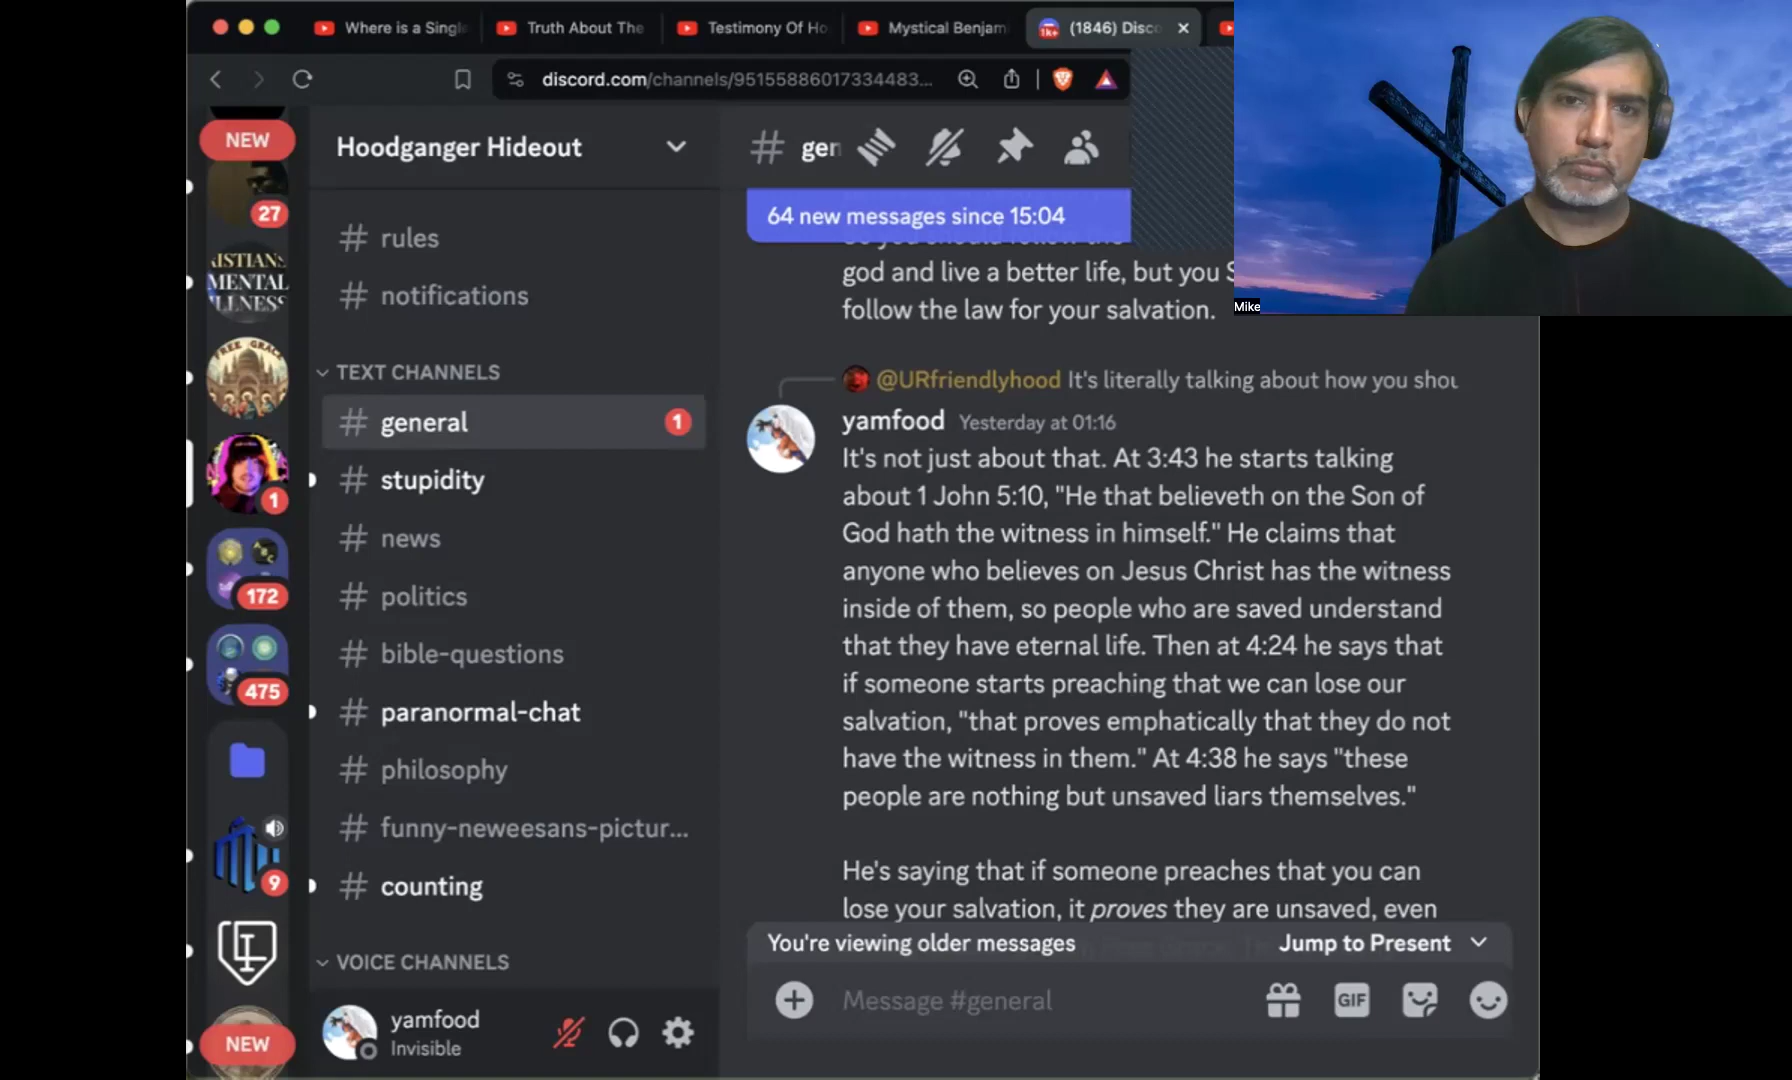 Where is a Singl
Truth About The
Testimony Of Ho
Mystical Benjam
1k+
(1846) Disco
discord.com/channels/95155886017334483...
NEW
27
ISTIANS
MENTAL
ILLNESS
FREE GRACE
1
172
475
9
NEW
Hoodganger Hideout
# rules
# notifications
TEXT CHANNELS
# general
1
# stupidity
# news
# politics
# bible-questions
# paranormal-chat
# philosophy
# funny-neweesans-pictur...
# counting
VOICE CHANNELS
yamfood
Invisible
# gen
64 new messages since 15:04
god and live a better life, but you S
follow the law for your salvation.
@URfriendlyhood It's literally talking about how you shou
yamfood Yesterday at 01:16
It's not just about that. At 3:43 he starts talking
about 1 John 5:10, "He that believeth on the Son of
God hath the witness in himself." He claims that
anyone who believes on Jesus Christ has the witness
inside of them, so people who are saved understand
that they have eternal life. Then at 4:24 he says that
if someone starts preaching that we can lose our
salvation, "that proves emphatically that they do not
have the witness in them." At 4:38 he says "these
people are nothing but unsaved liars themselves."
He's saying that if someone preaches that you can
lose your salvation, it proves they are unsaved, even
You're viewing older messages
Jump to Present
Message #general
GIF
Mike